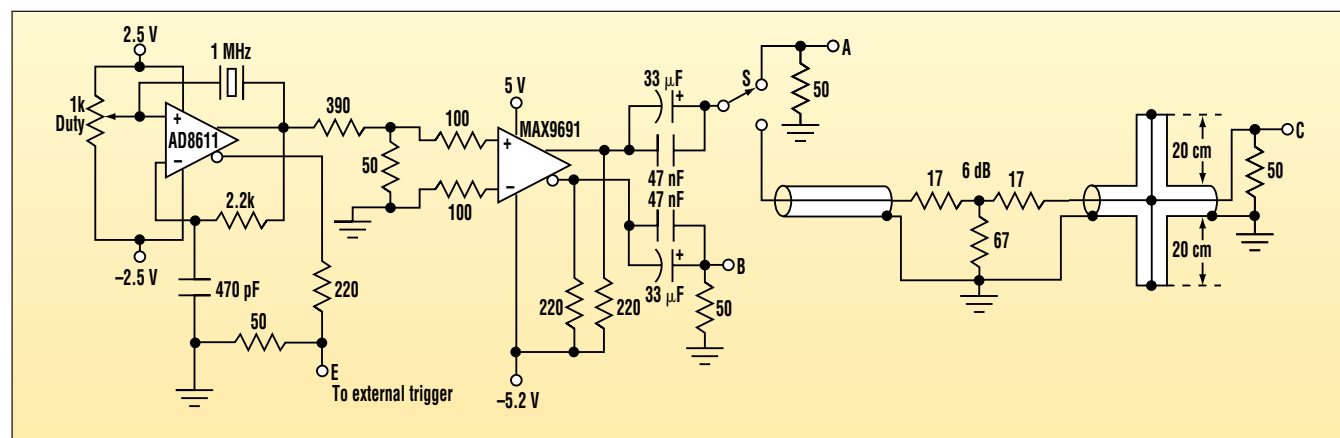 2.5 V
1 MHz
1k
Duty
+
AD8611
–
2.2k
–2.5 V
470 pF
50
220
E
To external trigger
390
50
100
100
5 V
MAX9691
+
–
220
220
–5.2 V
33 µF
+
47 nF
47 nF
+
33 µF
B
50
S
A
50
17
6 dB
17
67
20 cm
20 cm
C
50